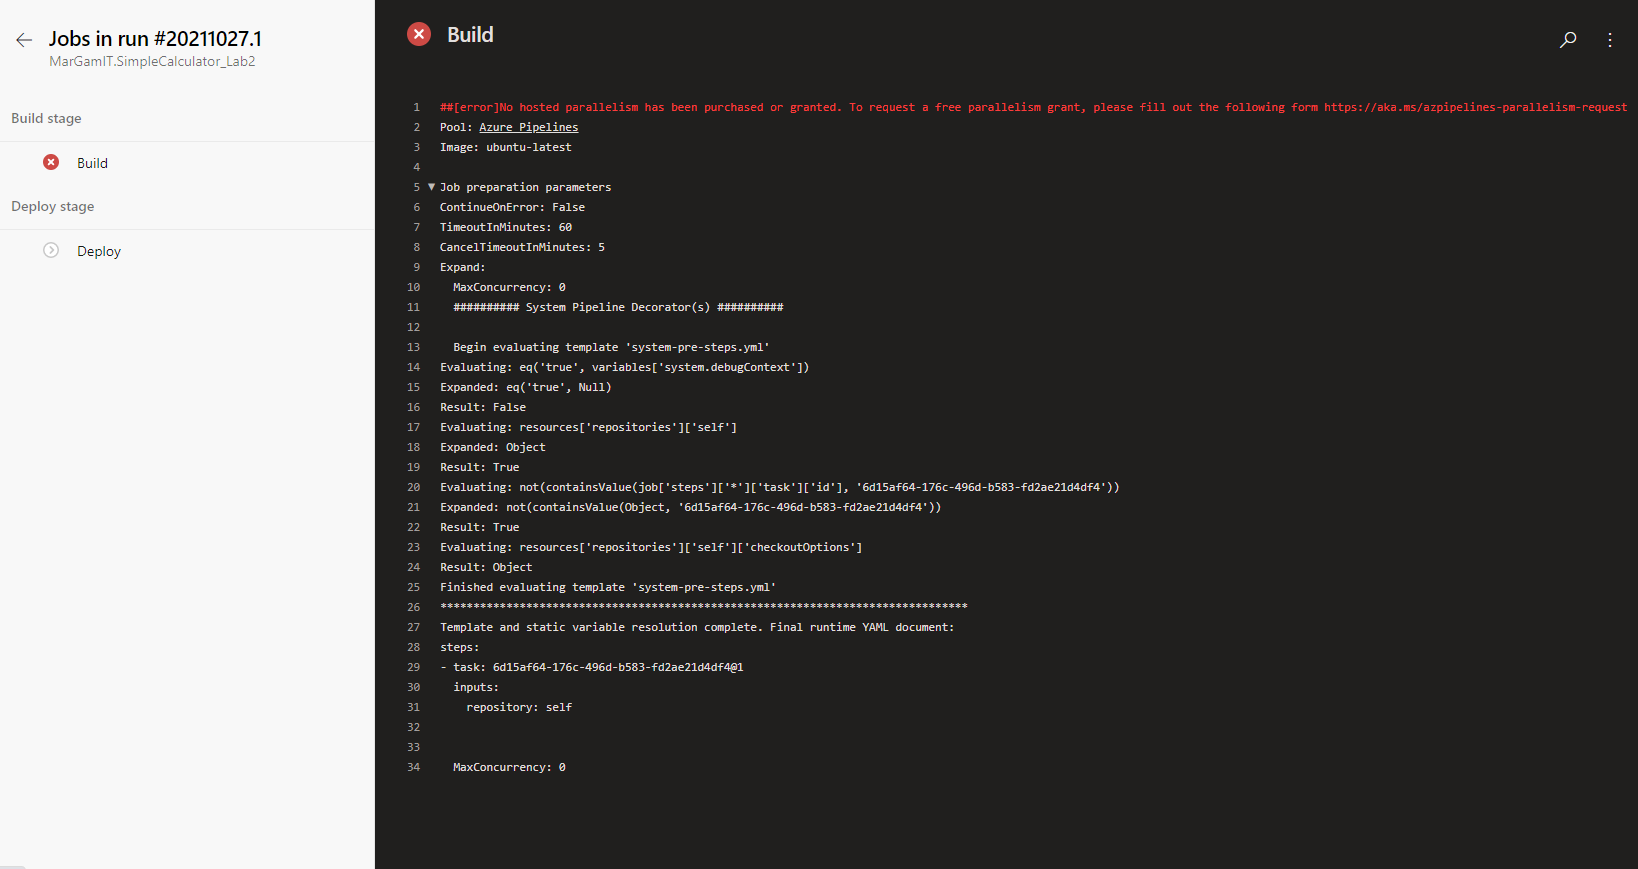 Jobs in run #20211027.1
MarGamIT.SimpleCalculator_Lab2
Build stage
Build
Deploy stage
Deploy
Build
1 ##[error]No hosted parallelism has been purchased or granted. To request a free parallelism grant, please fill out the following form https://aka.ms/azpipelines-parallelism-request
2 Pool: Azure Pipelines
3 Image: ubuntu-latest
4
5 ▼ Job preparation parameters
6 ContinueOnError: False
7 TimeoutInMinutes: 60
8 CancelTimeoutInMinutes: 5
9 Expand:
10   MaxConcurrency: 0
11   ########## System Pipeline Decorator(s) ##########
12
13   Begin evaluating template 'system-pre-steps.yml'
14 Evaluating: eq('true', variables['system.debugContext'])
15 Expanded: eq('true', Null)
16 Result: False
17 Evaluating: resources['repositories']['self']
18 Expanded: Object
19 Result: True
20 Evaluating: not(containsValue(job['steps']['*']['task']['id'], '6d15af64-176c-496d-b583-fd2ae21d4df4'))
21 Expanded: not(containsValue(Object, '6d15af64-176c-496d-b583-fd2ae21d4df4'))
22 Result: True
23 Evaluating: resources['repositories']['self']['checkoutOptions']
24 Result: Object
25 Finished evaluating template 'system-pre-steps.yml'
26 ********************************************************************************
27 Template and static variable resolution complete. Final runtime YAML document:
28 steps:
29 - task: 6d15af64-176c-496d-b583-fd2ae21d4df4@1
30   inputs:
31     repository: self
32
33
34   MaxConcurrency: 0